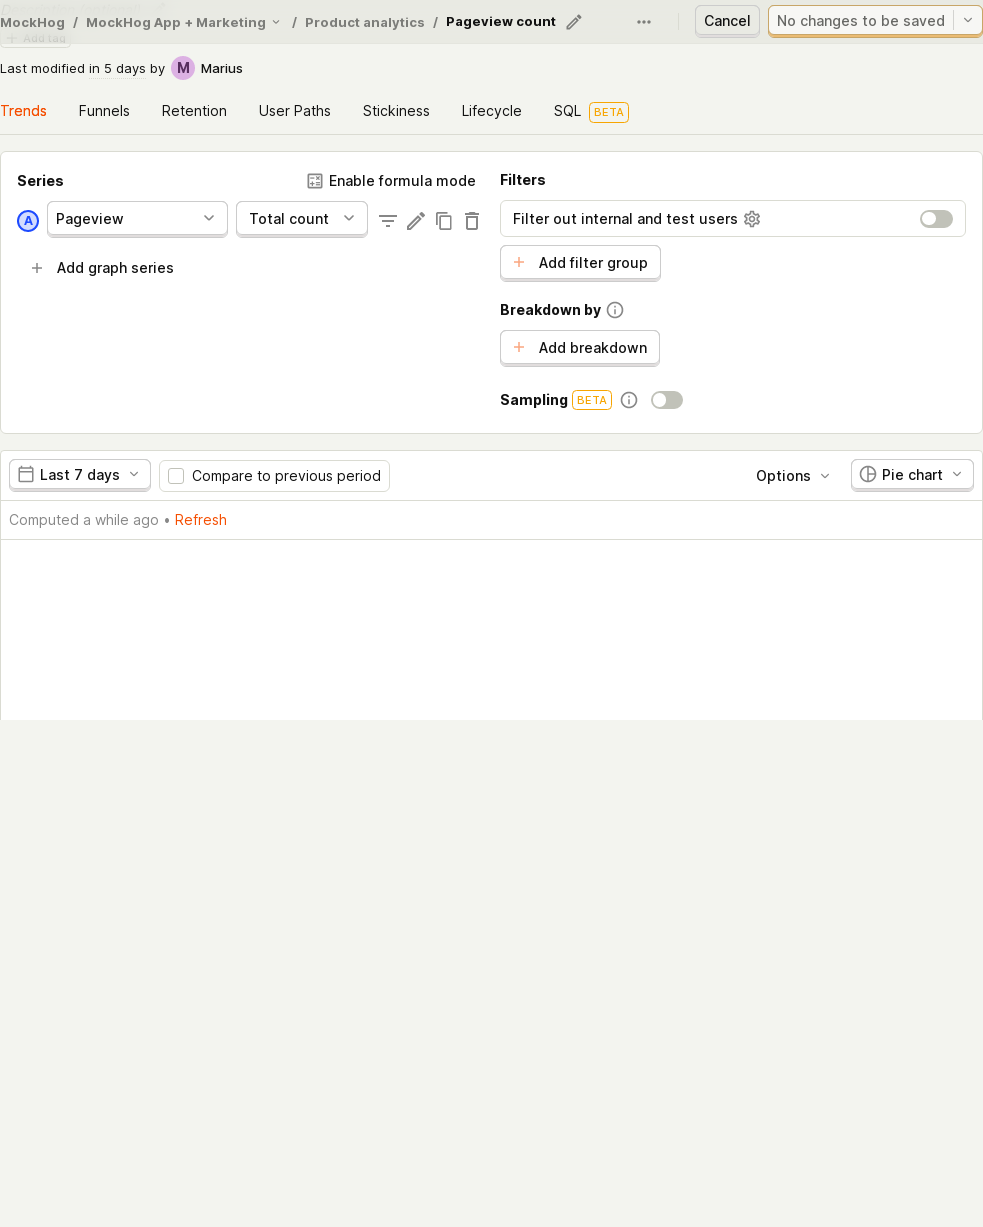 MockHog / MockHog App + Marketing / Product analytics / Pageview count Cancel No changes to be saved
Add tag
Last modified in 5 days by M Marius
Trends Funnels Retention User Paths Stickiness Lifecycle SQL BETA
Series Enable formula mode
A Pageview Total count
+ Add graph series
Filters
Filter out internal and test users
+ Add filter group
Breakdown by
+ Add breakdown
Sampling BETA
Last 7 days Compare to previous period Options Pie chart
Computed a while ago • Refresh